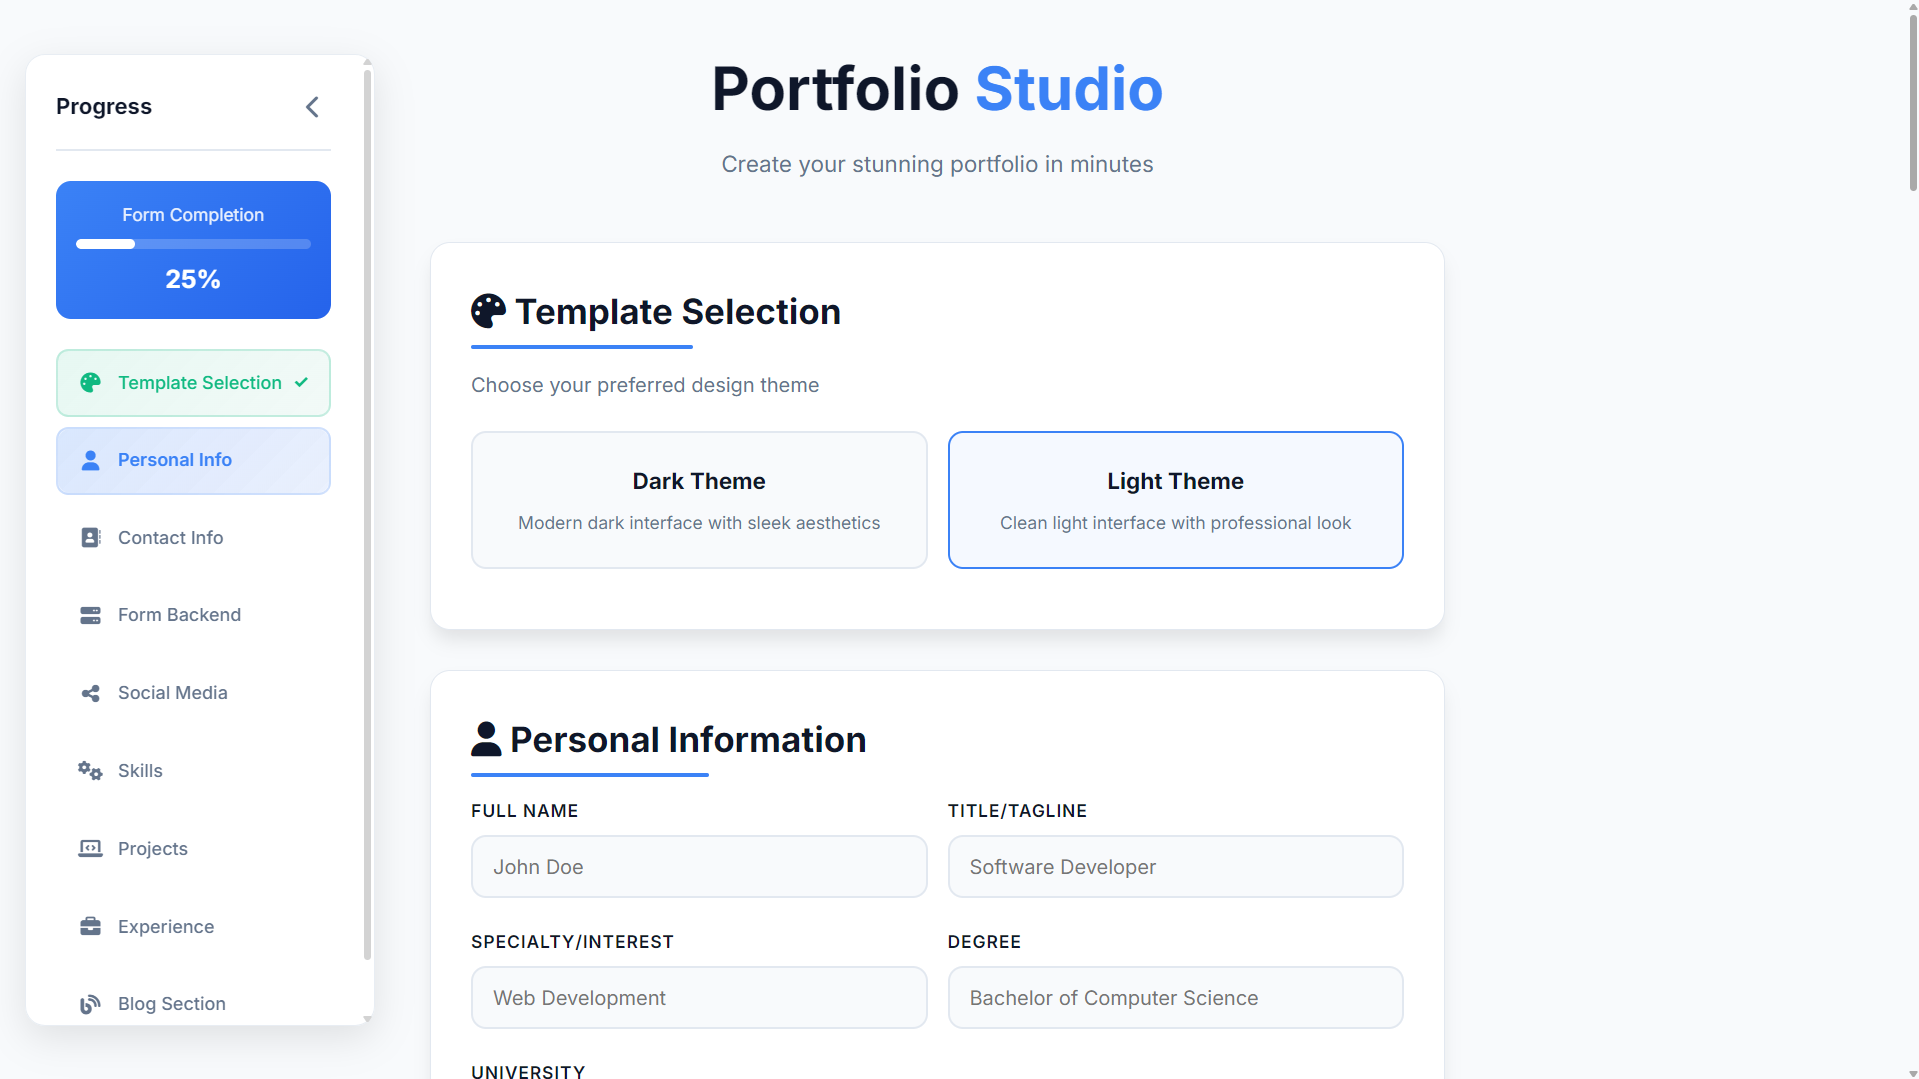 Progress
Form Completion
25%
Template Selection
Personal Info
Contact Info
Form Backend
Social Media
Skills
Projects
Experience
Blog Section
Portfolio Studio
Create your stunning portfolio in minutes
Template Selection
Choose your preferred design theme
Dark Theme
Modern dark interface with sleek aesthetics
Light Theme
Clean light interface with professional look
Personal Information
FULL NAME
John Doe
TITLE/TAGLINE
Software Developer
SPECIALTY/INTEREST
Web Development
DEGREE
Bachelor of Computer Science
UNIVERSITY